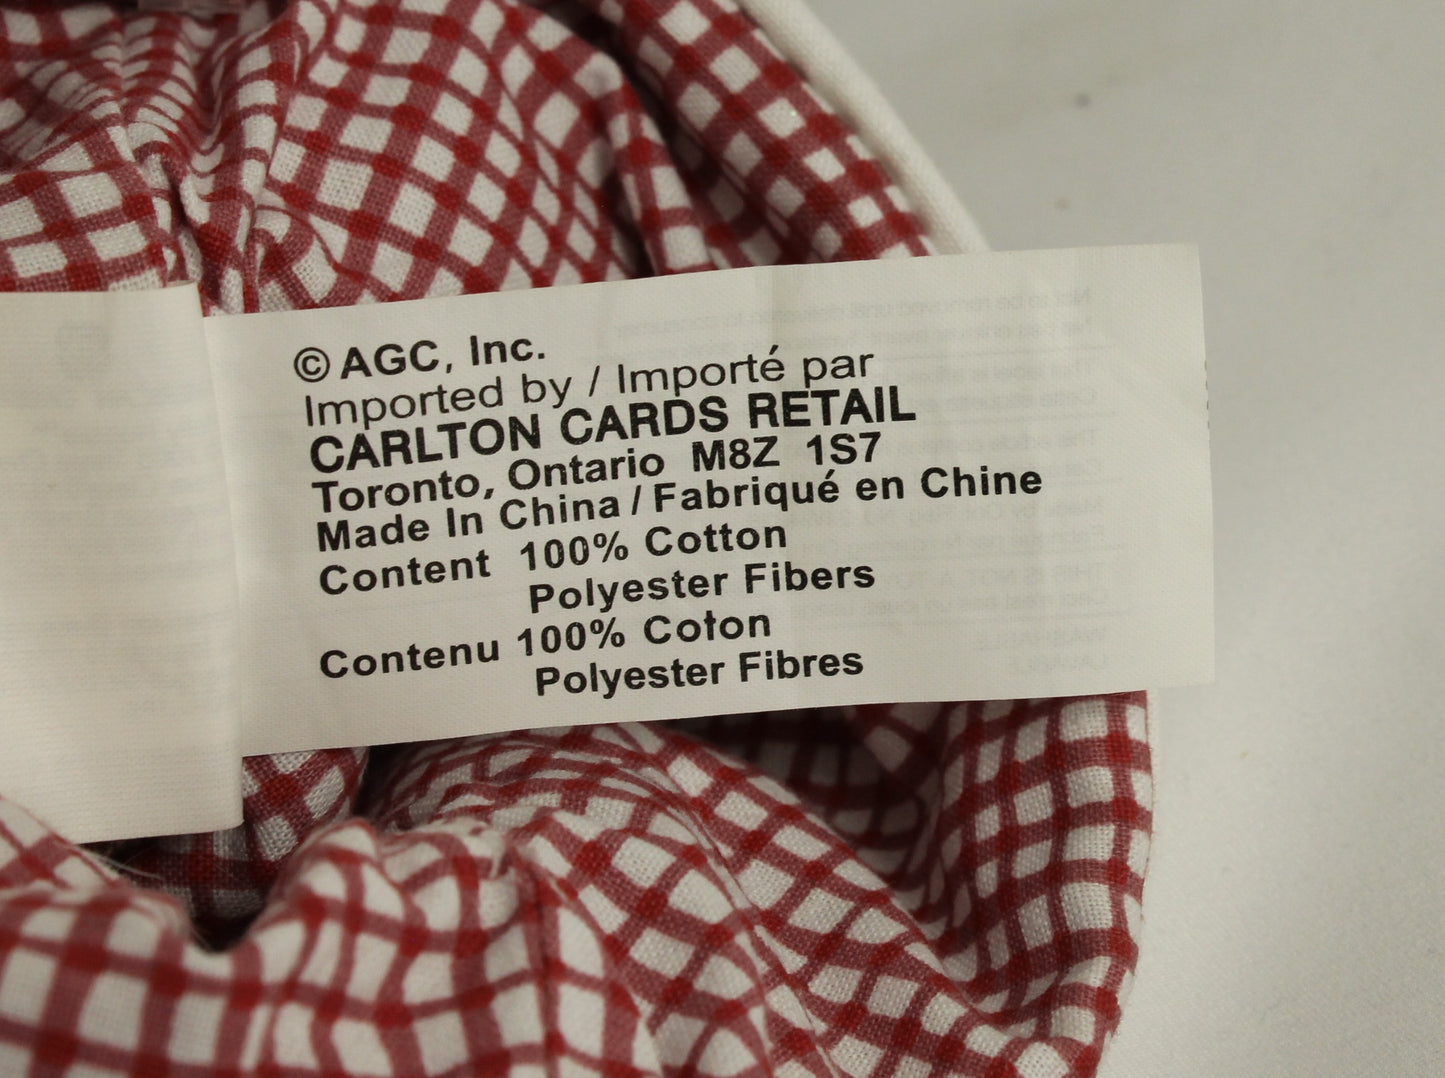 © AGC, Inc.
Imported by / Importé par
CARLTON CARDS RETAIL
Toronto, Ontario M8Z 1S7
Made In China / Fabriqué en Chine
Content 100% Cotton
Polyester Fibers
Contenu 100% Coton
Polyester Fibres